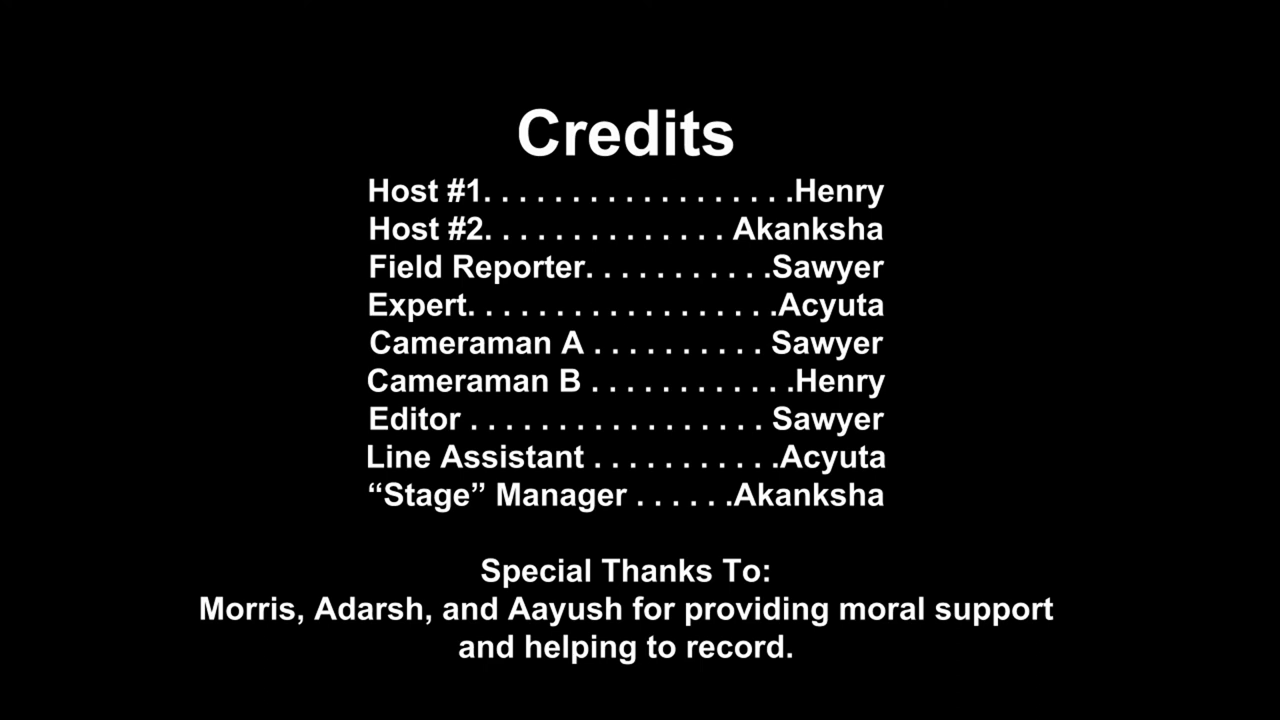 Credits
Host #1. . . . . . . . . . . . . . . . . .Henry
Host #2. . . . . . . . . . . . . . Akanksha
Field Reporter. . . . . . . . . . .Sawyer
Expert. . . . . . . . . . . . . . . . . .Acyuta
Cameraman A . . . . . . . . . . Sawyer
Cameraman B . . . . . . . . . . . .Henry
Editor . . . . . . . . . . . . . . . . . Sawyer
Line Assistant . . . . . . . . . . .Acyuta
“Stage” Manager . . . . . .Akanksha
Special Thanks To:
Morris, Adarsh, and Aayush for providing moral support
and helping to record.